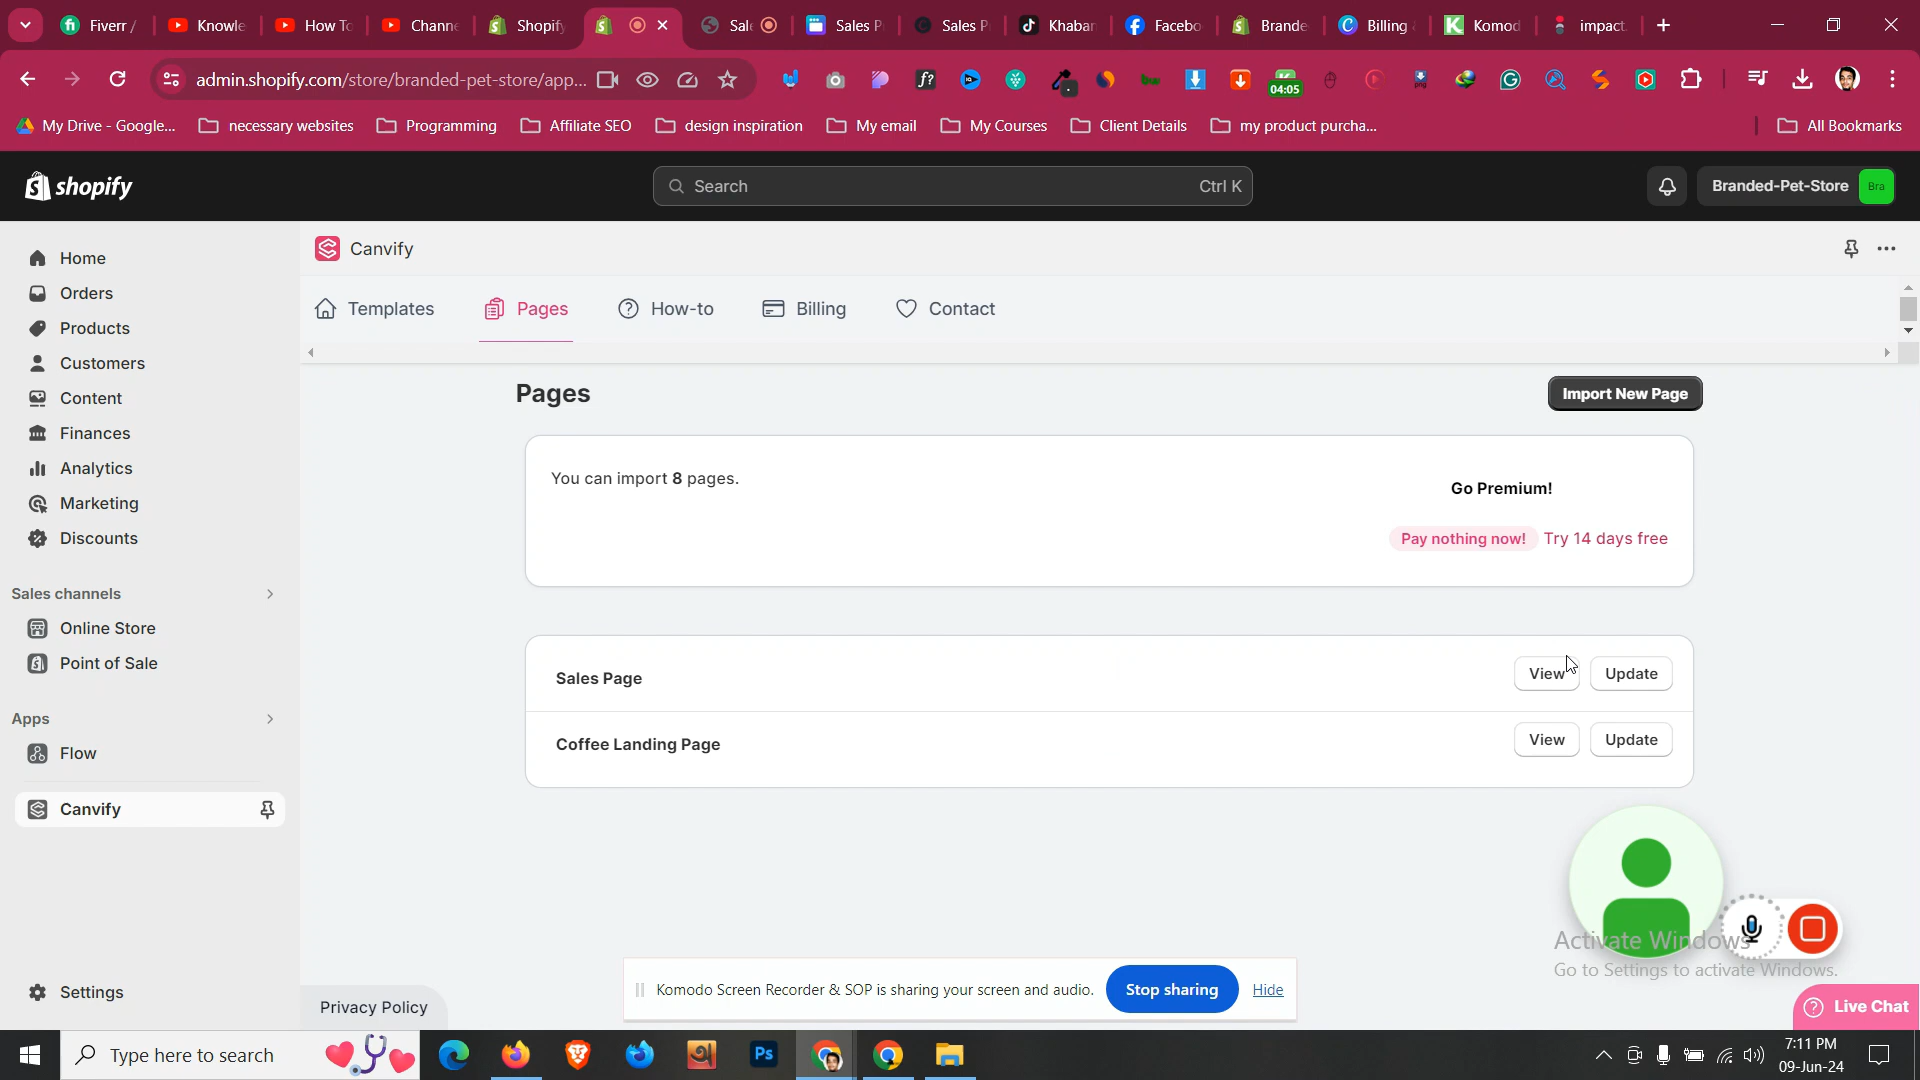 Fiverr /
Knowle
How To
Channe
Shopify
Sal
Sales P
Sales P
Khaban
Facebo
Brande
Billing
Komod
impact.
admin.shopify.com/store/branded-pet-store/app...
04:05
My Drive - Google...
necessary websites
Programming
Affiliate SEO
design inspiration
My email
My Courses
Client Details
my product purcha...
All Bookmarks
shopify
Search
Ctrl K
Branded-Pet-Store
Bra
Home
Orders
Products
Customers
Content
Finances
Analytics
Marketing
Discounts
Sales channels
Online Store
Point of Sale
Apps
Flow
Canvify
Settings
Canvify
Templates
Pages
How-to
Billing
Contact
Pages
Import New Page
You can import 8 pages.
Go Premium!
Pay nothing now! Try 14 days free
Sales Page
View
Update
Coffee Landing Page
View
Update
Activate Windows
Go to Settings to activate Windows.
Komodo Screen Recorder & SOP is sharing your screen and audio.
Stop sharing
Hide
Privacy Policy
Live Chat
Type here to search
Ps
7:11 PM
09-Jun-24